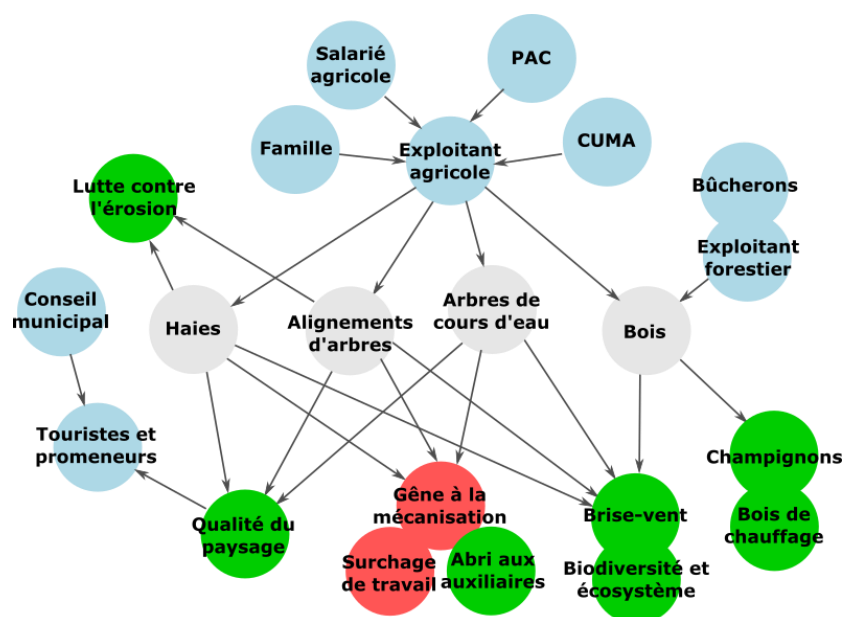 Salarié
agricole
PAC
Famille
Exploitant
agricole
CUMA
Bûcherons
Lutte contre
l'érosion
Exploitant
forestier
Conseil
municipal
Haies
Alignements
d'arbres
Arbres de
cours d'eau
Bois
Touristes et
promeneurs
Champignons
Gêne à la
mécanisation
Qualité du
paysage
Brise-vent
Bois de
chauffage
Surchage
de travail
Abri aux
auxiliaires
Biodiversité et
écosystème